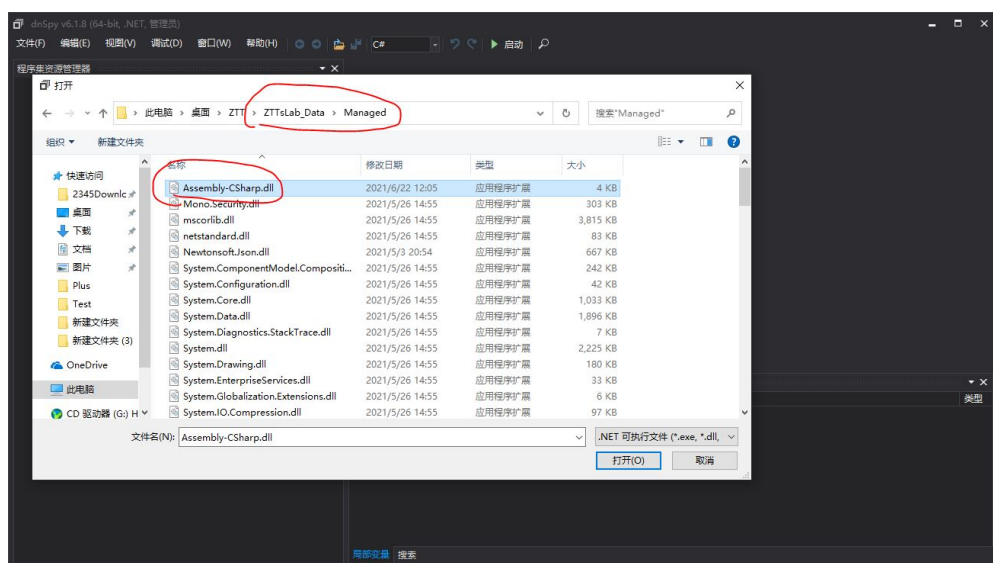 dnSpy v6.1.8 (64-bit, .NET, 管理员)
文件(F) 编辑(E) 视图(V) 调试(D) 窗口(W) 帮助(H) C# 启动
程序集资源管理器
打开
此电脑 > 桌面 > ZTT > ZTTsLab_Data > Managed 搜索"Managed"
组织 新建文件夹
名称 修改日期 类型 大小
快速访问
2345Downlc
桌面
下载
文档
图片
Plus
Test
新建文件夹
新建文件夹 (3)
OneDrive
此电脑
CD 驱动器 (G:) H
Assembly-CSharp.dll 2021/6/22 12:05 应用程序扩展 4 KB
Mono.Security.dll 2021/5/26 14:55 应用程序扩展 303 KB
mscorlib.dll 2021/5/26 14:55 应用程序扩展 3,815 KB
netstandard.dll 2021/5/26 14:55 应用程序扩展 83 KB
Newtonsoft.Json.dll 2021/5/3 20:54 应用程序扩展 667 KB
System.ComponentModel.Compositi... 2021/5/26 14:55 应用程序扩展 242 KB
System.Configuration.dll 2021/5/26 14:55 应用程序扩展 42 KB
System.Core.dll 2021/5/26 14:55 应用程序扩展 1,033 KB
System.Data.dll 2021/5/26 14:55 应用程序扩展 1,896 KB
System.Diagnostics.StackTrace.dll 2021/5/26 14:55 应用程序扩展 7 KB
System.dll 2021/5/26 14:55 应用程序扩展 2,225 KB
System.Drawing.dll 2021/5/26 14:55 应用程序扩展 180 KB
System.EnterpriseServices.dll 2021/5/26 14:55 应用程序扩展 33 KB
System.Globalization.Extensions.dll 2021/5/26 14:55 应用程序扩展 6 KB
System.IO.Compression.dll 2021/5/26 14:55 应用程序扩展 97 KB
类型
文件名(N): Assembly-CSharp.dll .NET 可执行文件 (*.exe, *.dll,
打开(O) 取消
局部变量 搜索